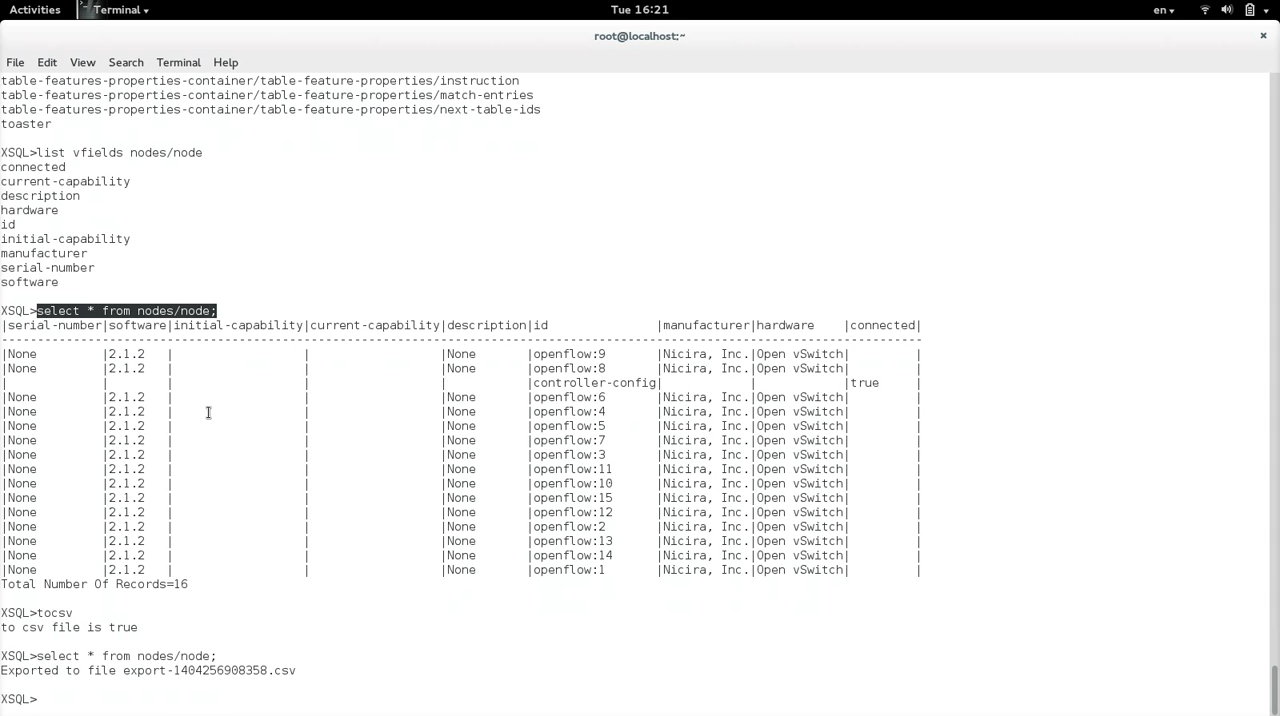 Activities Terminal Tue 16:21 en
root@localhost:~ ×
File Edit View Search Terminal Help
table-features-properties-container/table-feature-properties/instruction
table-features-properties-container/table-feature-properties/match-entries
table-features-properties-container/table-feature-properties/next-table-ids
toaster
XSQL>list vfields nodes/node
connected
current-capability
description
hardware
id
initial-capability
manufacturer
serial-number
software
XSQL>select * from nodes/node;
|serial-number|software|initial-capability|current-capability|description|id |manufacturer|hardware |connected|
-------------------------------------------------------------------------------------------------------------------------------
|None |2.1.2 | | |None |openflow:9 |Nicira, Inc.|Open vSwitch| |
|None |2.1.2 | | |None |openflow:8 |Nicira, Inc.|Open vSwitch| |
| | | | | |controller-config| | |true |
|None |2.1.2 | | |None |openflow:6 |Nicira, Inc.|Open vSwitch| |
|None |2.1.2 | | |None |openflow:4 |Nicira, Inc.|Open vSwitch| |
|None |2.1.2 | | |None |openflow:5 |Nicira, Inc.|Open vSwitch| |
|None |2.1.2 | | |None |openflow:7 |Nicira, Inc.|Open vSwitch| |
|None |2.1.2 | | |None |openflow:3 |Nicira, Inc.|Open vSwitch| |
|None |2.1.2 | | |None |openflow:11 |Nicira, Inc.|Open vSwitch| |
|None |2.1.2 | | |None |openflow:10 |Nicira, Inc.|Open vSwitch| |
|None |2.1.2 | | |None |openflow:15 |Nicira, Inc.|Open vSwitch| |
|None |2.1.2 | | |None |openflow:12 |Nicira, Inc.|Open vSwitch| |
|None |2.1.2 | | |None |openflow:2 |Nicira, Inc.|Open vSwitch| |
|None |2.1.2 | | |None |openflow:13 |Nicira, Inc.|Open vSwitch| |
|None |2.1.2 | | |None |openflow:14 |Nicira, Inc.|Open vSwitch| |
|None |2.1.2 | | |None |openflow:1 |Nicira, Inc.|Open vSwitch| |
Total Number Of Records=16
XSQL>tocsv
to csv file is true
XSQL>select * from nodes/node;
Exported to file export-1404256908358.csv
XSQL>